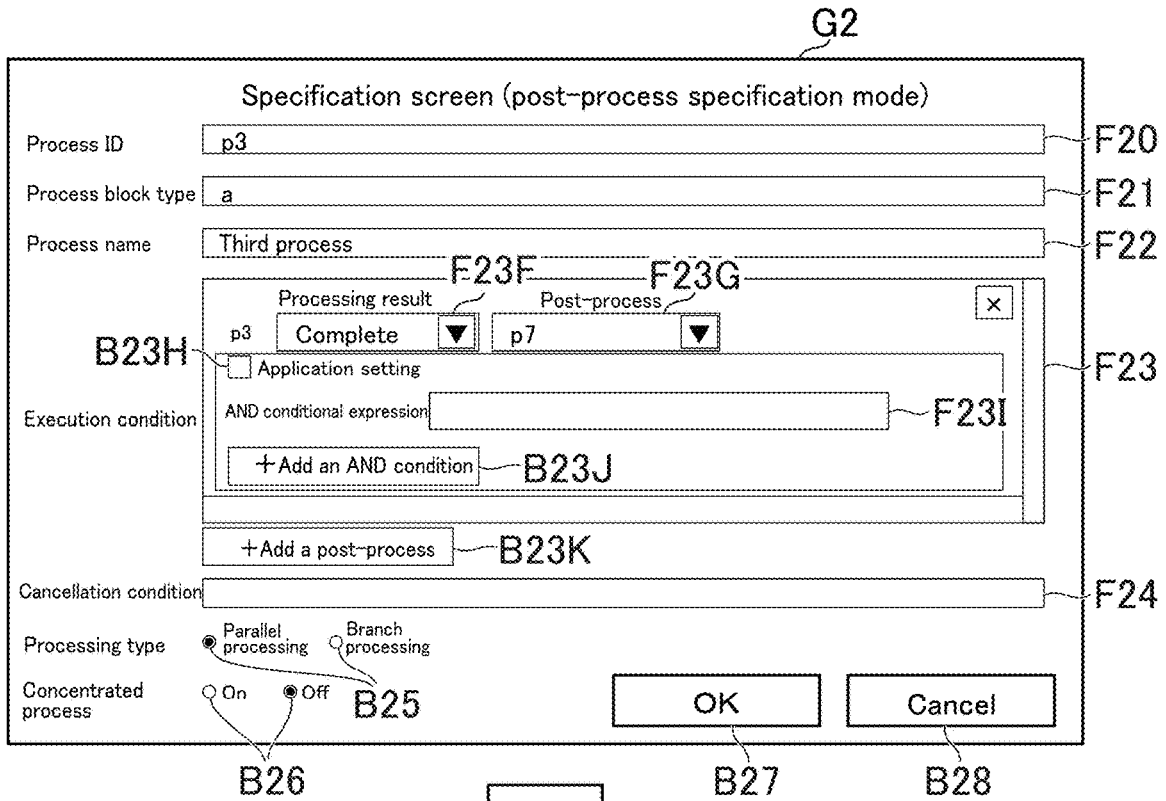 G2
Specification screen (post-process specification mode)
Process ID p3 F20
Process block type a F21
Process name Third process F22
F23F F23G
Processing result Post-process ×
p3 Complete ▼ p7 ▼
B23H Application setting F23
Execution condition AND conditional expression F23I
+Add an AND condition B23J
+Add a post-process B23K
Cancellation condition F24
Processing type Parallel processing Branch processing
B25
Concentrated process On Off OK Cancel
B26 B27 B28